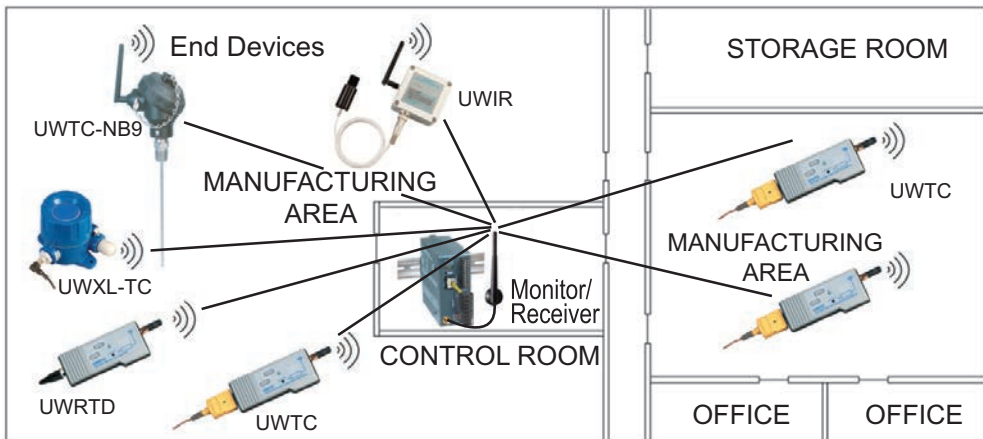 End Devices
STORAGE ROOM
UWIR
UWTC-NB9
MANUFACTURING
AREA
UWTC
UWXL-TC
MANUFACTURING
AREA
Monitor/
Receiver
CONTROL ROOM
UWRTD
UWTC
UWTC
OFFICE
OFFICE